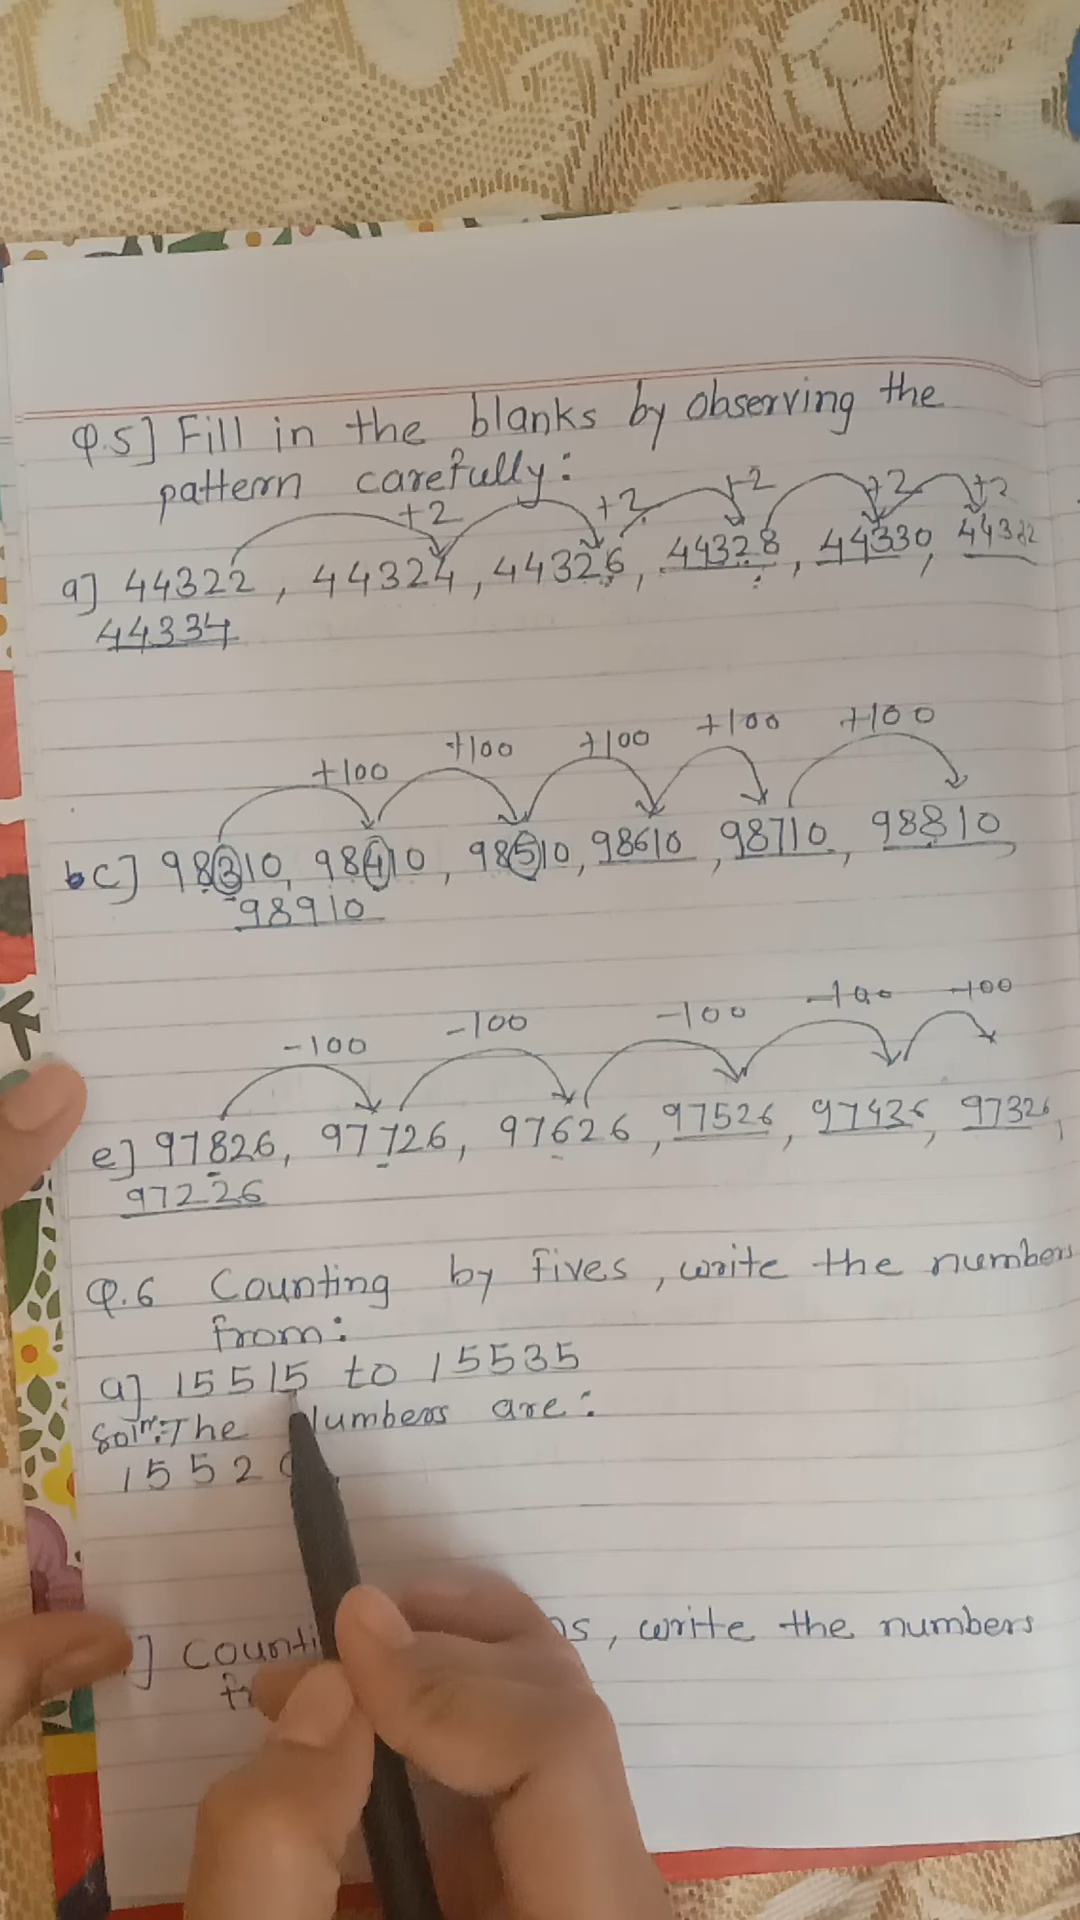 Q.5] Fill in the blanks by observing the
pattern carefully:
+2 +2 +2 +2 +2
a] 44322, 44324, 44326, 44328, 44330, 44332
44334
+100 +100 +100 +100 +100
c] 98310, 98410, 98510, 98610, 98710, 98810,
98910
-100 -100 -100 -100 -100
e] 97826, 97726, 97626, 97526, 97426, 97326,
97226
Q.6 Counting by fives, write the numbers
from:
a] 15515 to 15535
Soln:-The Numbers are:
1552
] Counti s, write the numbers